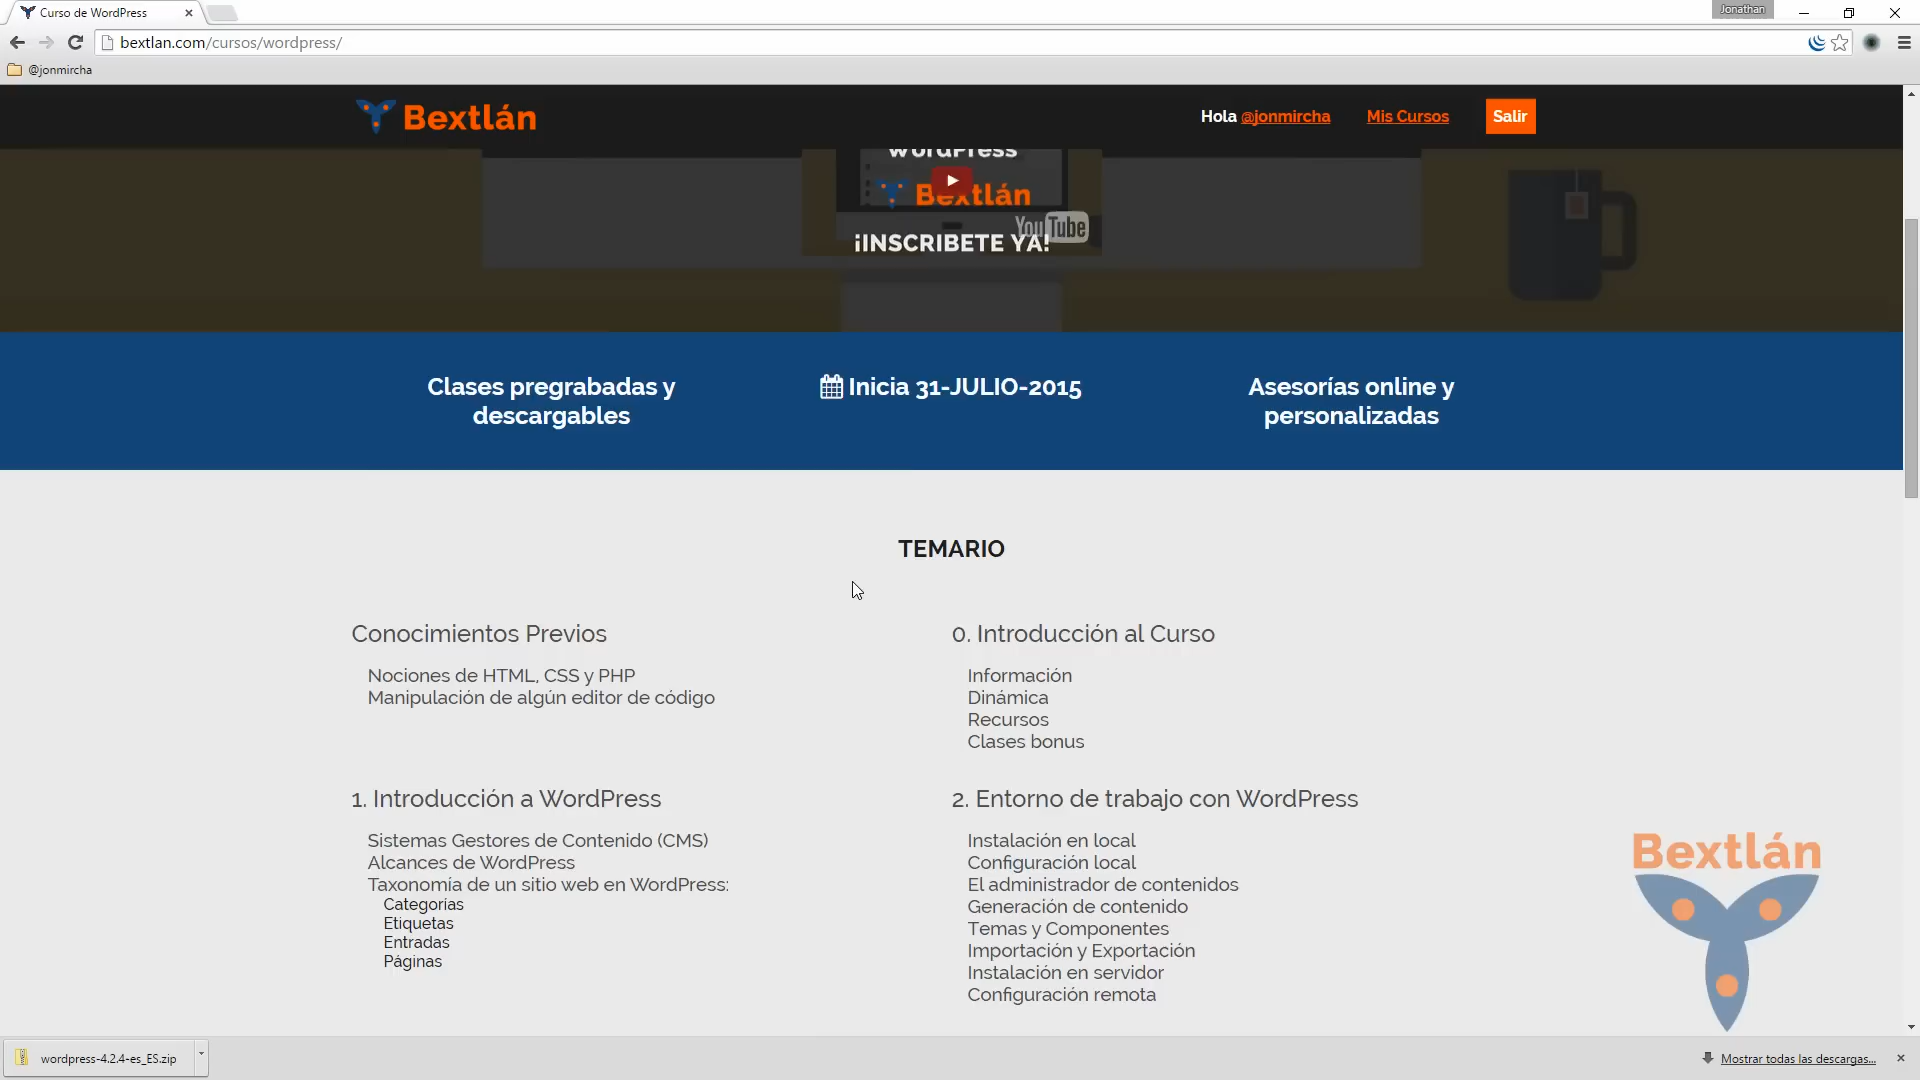 Curso de WordPress
Jonathan
bextlan.com/cursos/wordpress/
@jonmircha
Bextlán
Hola @jonmircha
Mis Cursos
Salir
WordPress
Bextlán
YouTube
¡INSCRIBETE YA!
Clases pregrabadas y
descargables
Inicia 31-JULIO-2015
Asesorías online y
personalizadas
TEMARIO
Conocimientos Previos
Nociones de HTML, CSS y PHP
Manipulación de algún editor de código
0. Introducción al Curso
Información
Dinámica
Recursos
Clases bonus
1. Introducción a WordPress
Sistemas Gestores de Contenido (CMS)
Alcances de WordPress
Taxonomía de un sitio web en WordPress:
Categorías
Etiquetas
Entradas
Páginas
2. Entorno de trabajo con WordPress
Instalación en local
Configuración local
El administrador de contenidos
Generación de contenido
Temas y Componentes
Importación y Exportación
Instalación en servidor
Configuración remota
Bextlán
wordpress-4.2.4-es_ES.zip
Mostrar todas las descargas...